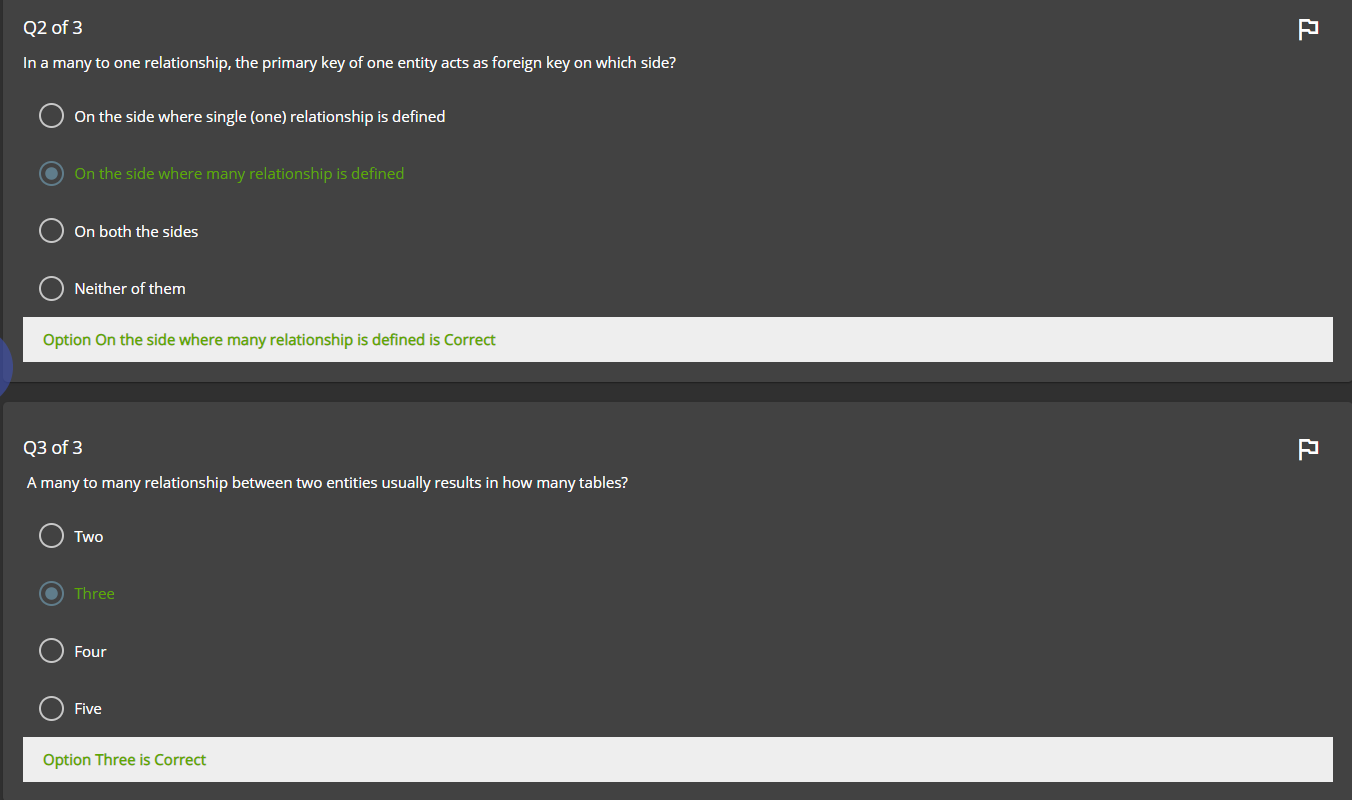 Q2 of 3
In a many to one relationship, the primary key of one entity acts as foreign key on which side?
On the side where single (one) relationship is defined
On the side where many relationship is defined
On both the sides
Neither of them
Option On the side where many relationship is defined is Correct
Q3 of 3
A many to many relationship between two entities usually results in how many tables?
Two
Three
Four
Five
Option Three is Correct